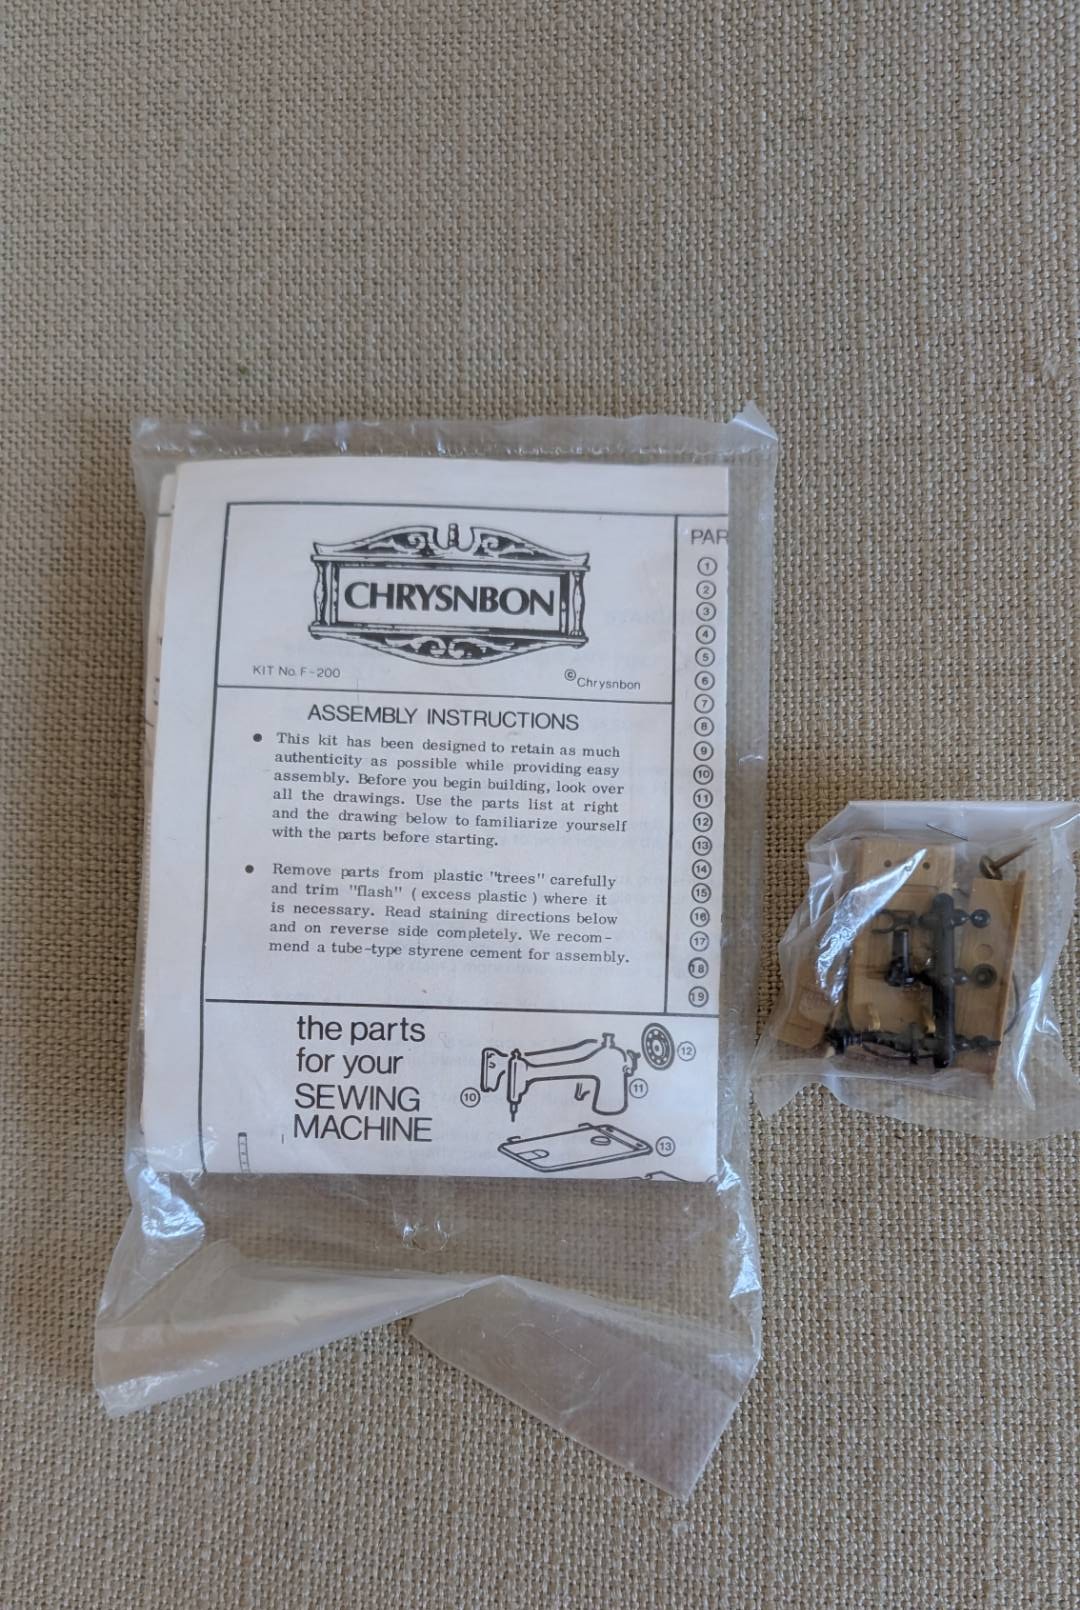 CHRYSNBON
KIT No. F-200
© Chrysnbon
ASSEMBLY INSTRUCTIONS
● This kit has been designed to retain as much
authenticity as possible while providing easy
assembly. Before you begin building, look over
all the drawings. Use the parts list at right
and the drawing below to familiarize yourself
with the parts before starting.
● Remove parts from plastic "trees" carefully
and trim "flash" ( excess plastic ) where it
is necessary. Read staining directions below
and on reverse side completely. We recom-
mend a tube-type styrene cement for assembly.
PAR
1
2
3
4
5
6
7
8
9
10
11
12
13
14
15
16
17
18
19
the parts
for your
SEWING
MACHINE
10
11
12
13